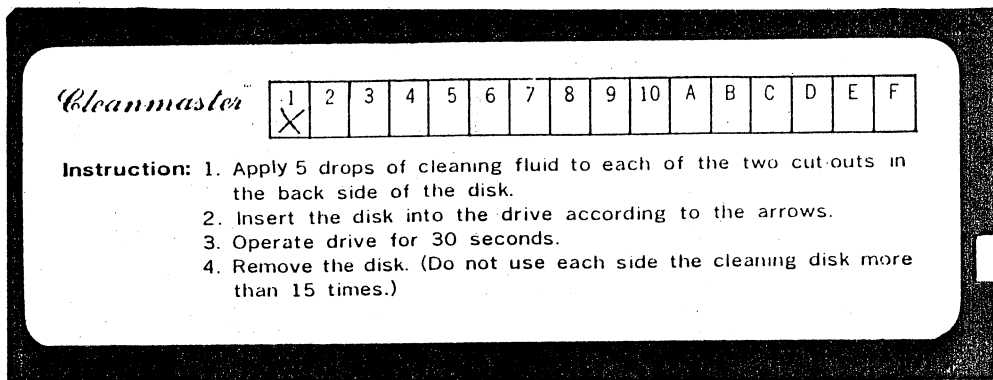 Cleanmaster 1 2 3 4 5 6 7 8 9 10 A B C D E F
X
Instruction: 1. Apply 5 drops of cleaning fluid to each of the two cut-outs in
the back side of the disk.
2. Insert the disk into the drive according to the arrows.
3. Operate drive for 30 seconds.
4. Remove the disk. (Do not use each side the cleaning disk more
than 15 times.)